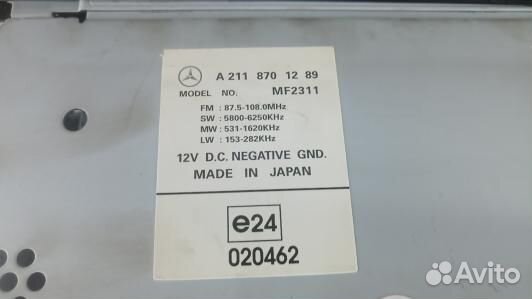 A 211 870 12 89
MODEL NO: MF2311
FM : 87.5-108.0MHz
SW : 5800-6250KHz
MW : 531-1620KHz
LW : 153-282KHz
12V D.C. NEGATIVE GND.
MADE IN JAPAN
e24
020462
Avito